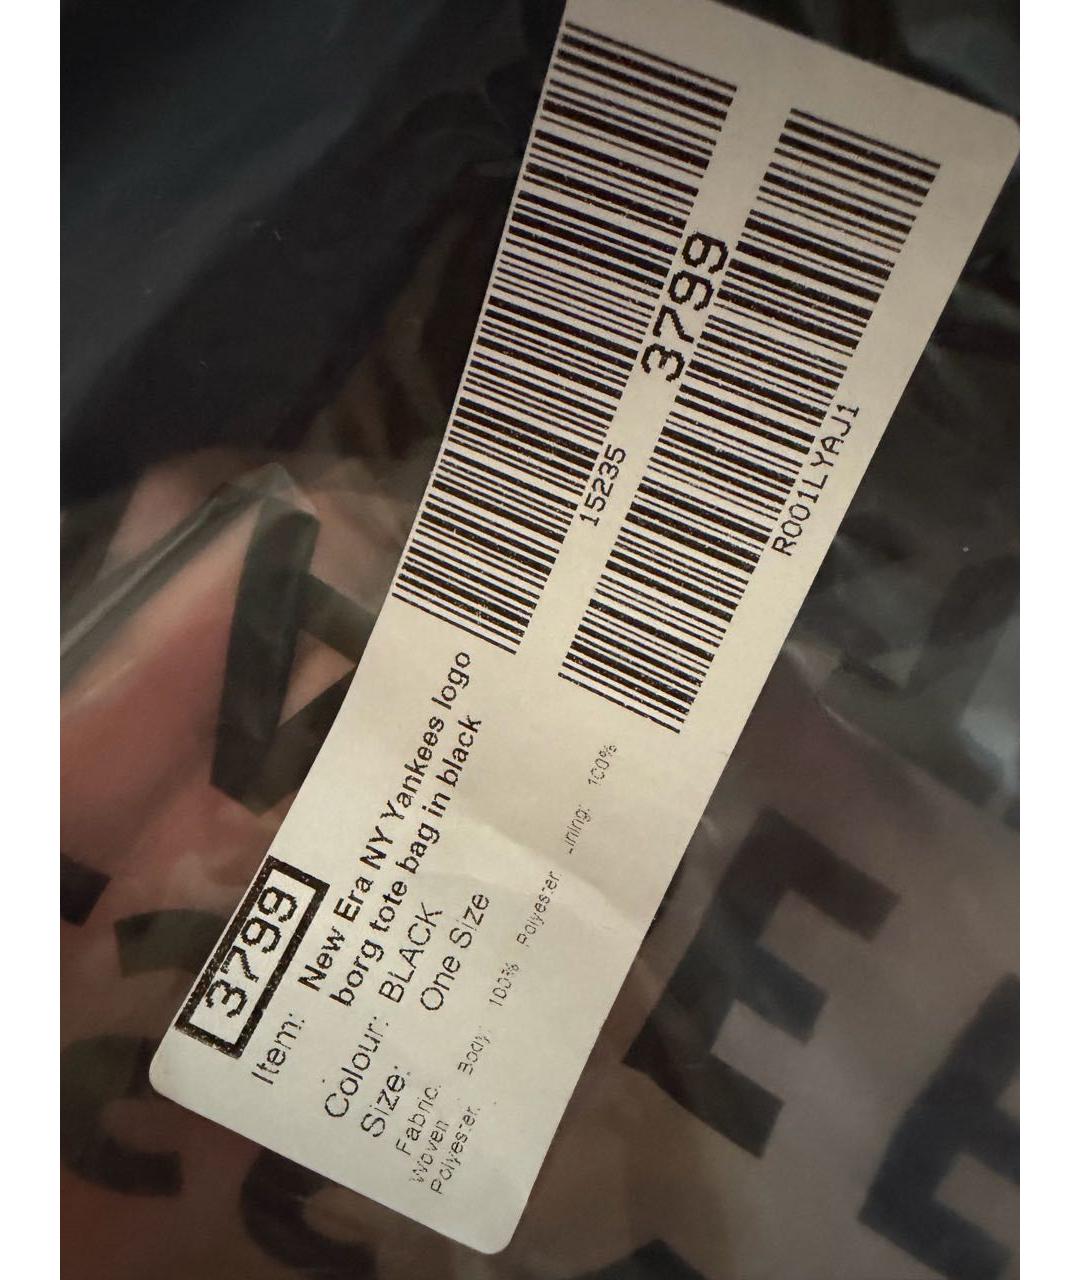 3799
Item: New Era NY Yankees logo
borg tote bag in black
Colour: BLACK
Size: One Size
Fabric: Body: 100% Polyester Lining: 100%
Woven
Polyester
15235
3799
R001LYAJ1
E
E